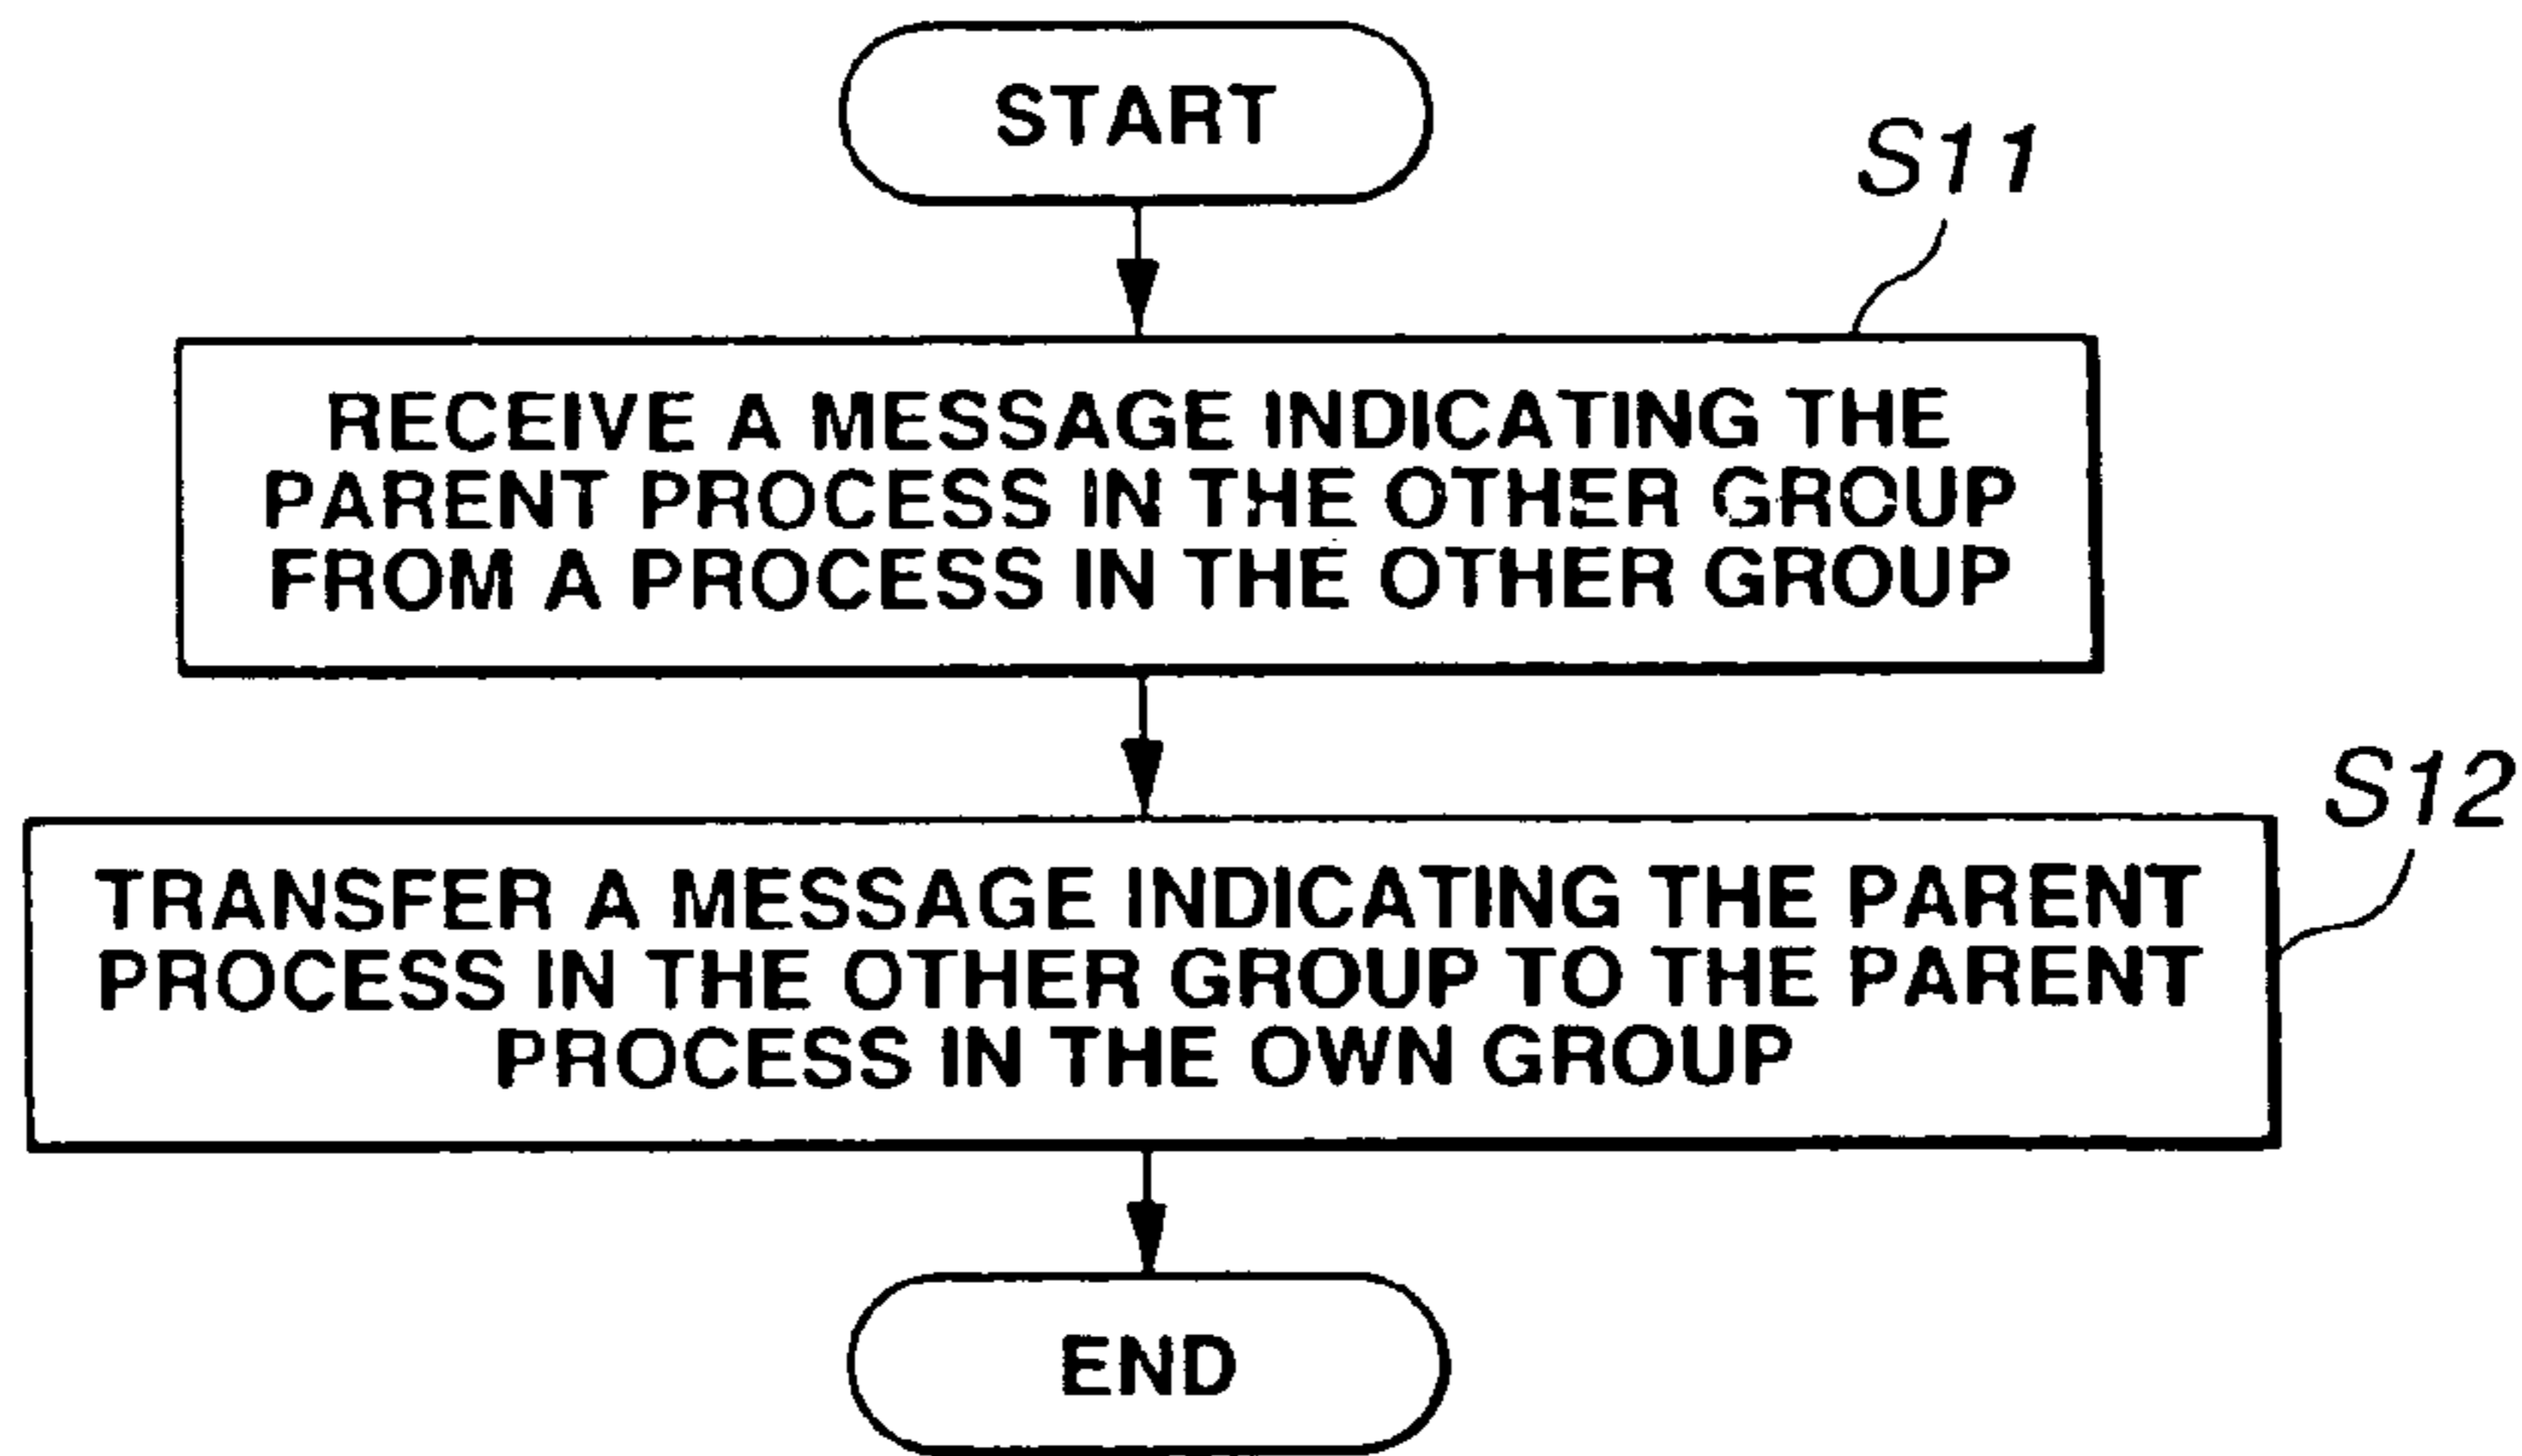 START
S11
RECEIVE A MESSAGE INDICATING THE
PARENT PROCESS IN THE OTHER GROUP
FROM A PROCESS IN THE OTHER GROUP
S12
TRANSFER A MESSAGE INDICATING THE PARENT
PROCESS IN THE OTHER GROUP TO THE PARENT
PROCESS IN THE OWN GROUP
END